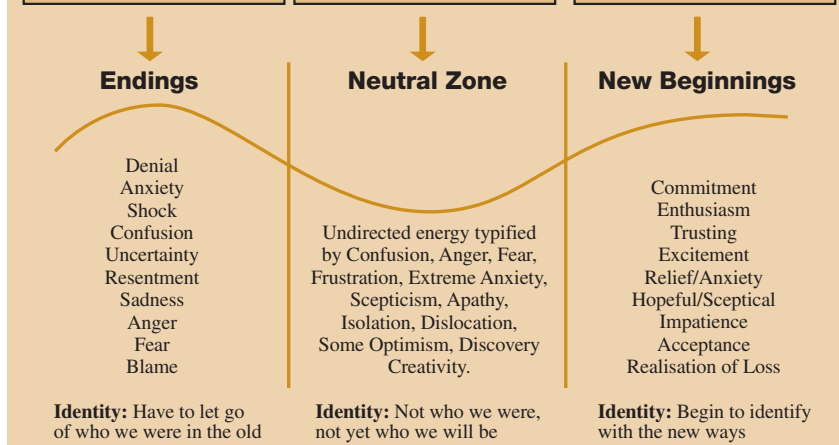 Endings
Denial
Anxiety
Shock
Confusion
Uncertainty
Resentment
Sadness
Anger
Fear
Blame
Identity: Have to let go
of who we were in the old
Neutral Zone
Undirected energy typified
by Confusion, Anger, Fear,
Frustration, Extreme Anxiety,
Scepticism, Apathy,
Isolation, Dislocation,
Some Optimism, Discovery
Creativity.
Identity: Not who we were,
not yet who we will be
New Beginnings
Commitment
Enthusiasm
Trusting
Excitement
Relief/Anxiety
Hopeful/Sceptical
Impatience
Acceptance
Realisation of Loss
Identity: Begin to identify
with the new ways